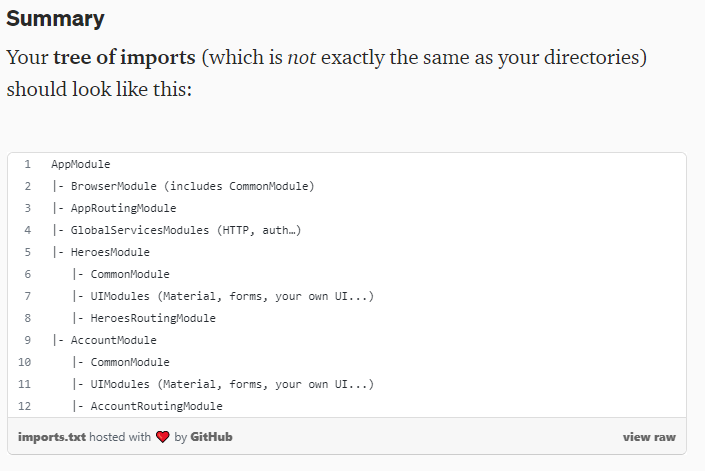 Summary
Your tree of imports (which is not exactly the same as your directories)
should look like this:
1 AppModule
2 |- BrowserModule (includes CommonModule)
3 |- AppRoutingModule
4 |- GlobalServicesModules (HTTP, auth…)
5 |- HeroesModule
6 |- CommonModule
7 |- UIModules (Material, forms, your own UI...)
8 |- HeroesRoutingModule
9 |- AccountModule
10 |- CommonModule
11 |- UIModules (Material, forms, your own UI...)
12 |- AccountRoutingModule
imports.txt hosted with ❤ by GitHub view raw